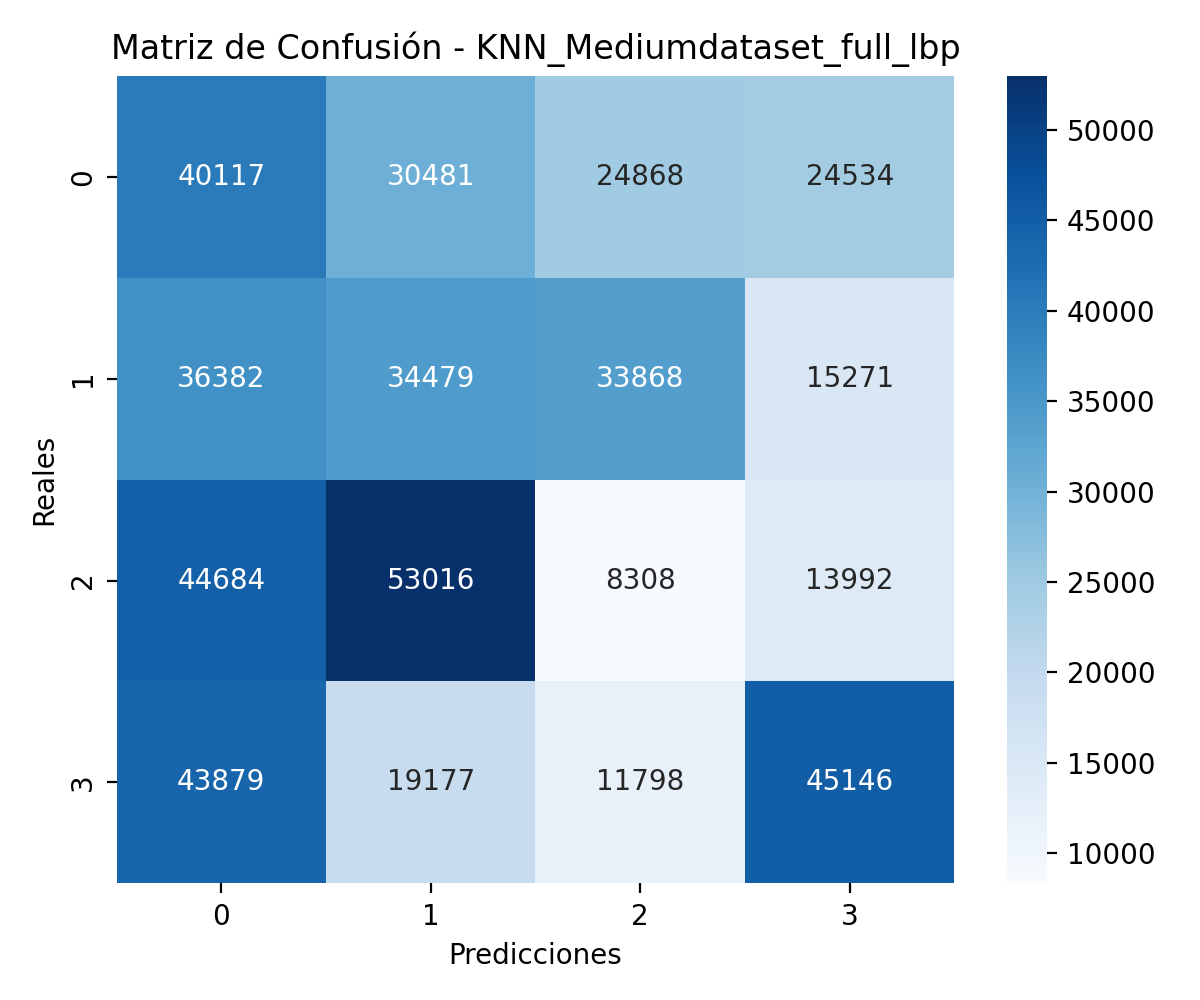 Matriz de Confusión - KNN_Mediumdataset_full_lbp
0 40117 30481 24868 24534
1 36382 34479 33868 15271
2 44684 53016 8308 13992
3 43879 19177 11798 45146
0 1 2 3
Reales
Predicciones
50000
45000
40000
35000
30000
25000
20000
15000
10000